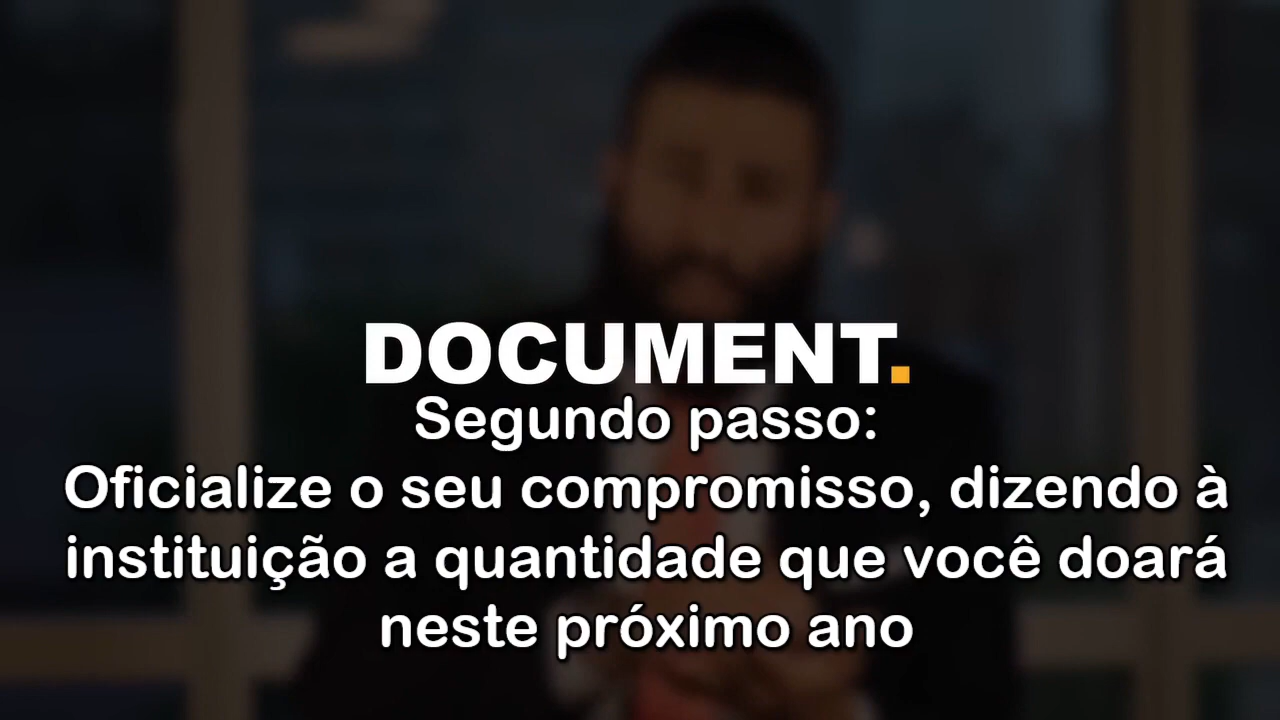 DOCUMENT.
Segundo passo:
Oficialize o seu compromisso, dizendo à
instituição a quantidade que você doará
neste próximo ano